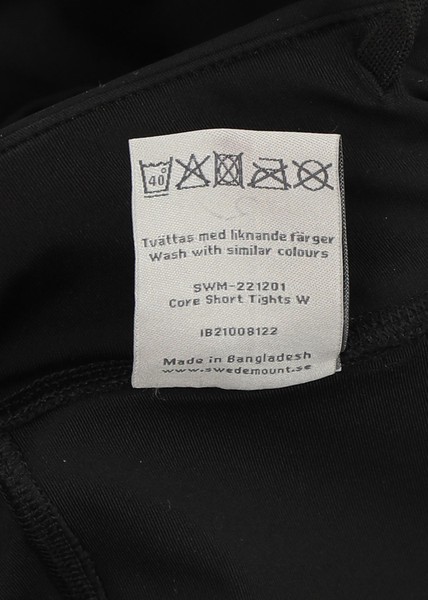 40
Tvättas med liknande färger
Wash with similar colours
SWM-221201
Core Short Tights W
IB21008122
Made in Bangladesh
www.swedemount.se